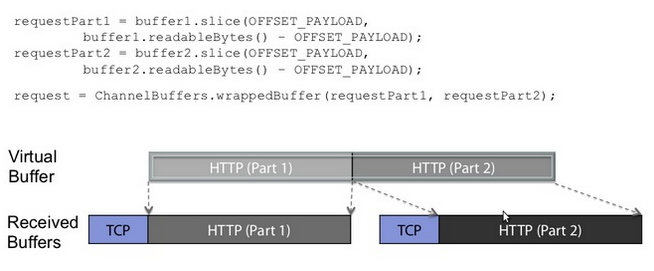 requestPart1 = buffer1.slice(OFFSET_PAYLOAD,
buffer1.readableBytes() – OFFSET_PAYLOAD);
requestPart2 = buffer2.slice(OFFSET_PAYLOAD,
buffer2.readableBytes() – OFFSET_PAYLOAD);
request = ChannelBuffers.wrappedBuffer(requestPart1, requestPart2);
Virtual
Buffer
HTTP (Part 1)
HTTP (Part 2)
Received
Buffers
TCP
HTTP (Part 1)
TCP
HTTP (Part 2)